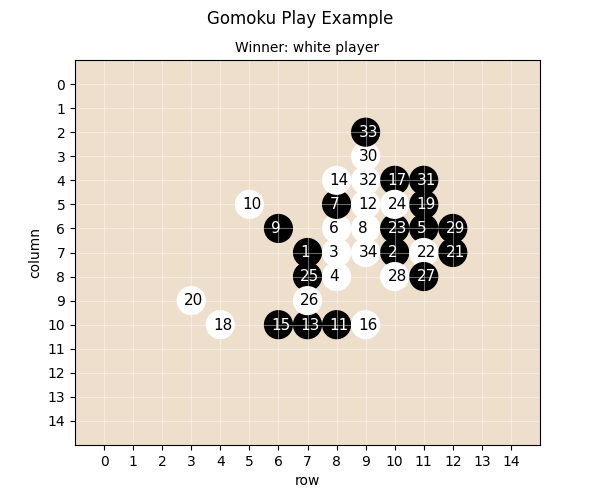 Gomoku Play Example
Winner: white player
0
1
2 33
3 30
4 14 32 17 31
5 10 7 12 24 19
6 9 6 8 23 5 29
column
7 1 3 34 2 22 21
8 25 4 28 27
9 20 26
10 18 15 13 11 16
11
12
13
14
0 1 2 3 4 5 6 7 8 9 10 11 12 13 14
row